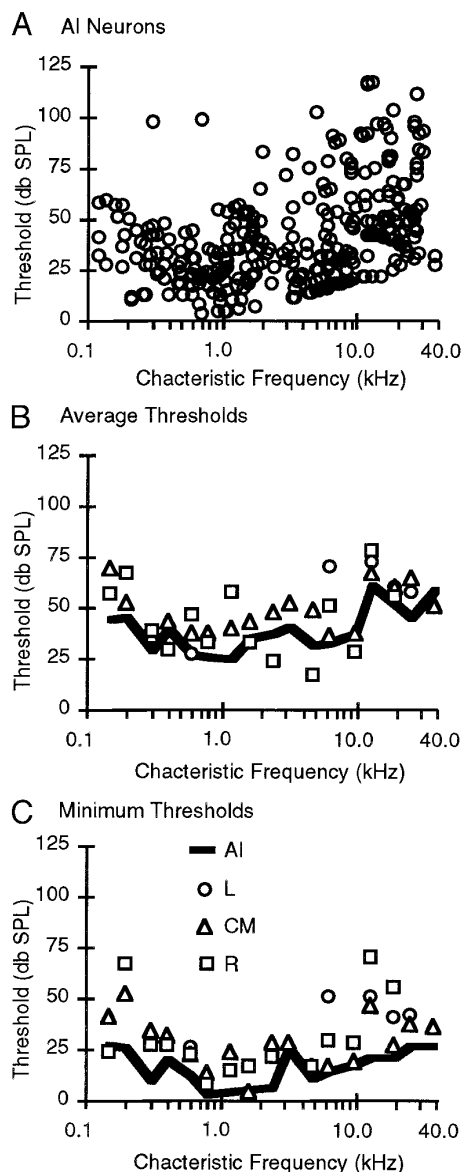 A AI Neurons
Threshold (db SPL)
125
100
75
50
25
0
0.1 1.0 10.0 40.0
Chacteristic Frequency (kHz)
B Average Thresholds
Threshold (db SPL)
125
100
75
50
25
0
0.1 1.0 10.0 40.0
Chacteristic Frequency (kHz)
C Minimum Thresholds
Threshold (db SPL)
125
100
75
50
25
0
AI
L
CM
R
0.1 1.0 10.0 40.0
Chacteristic Frequency (kHz)